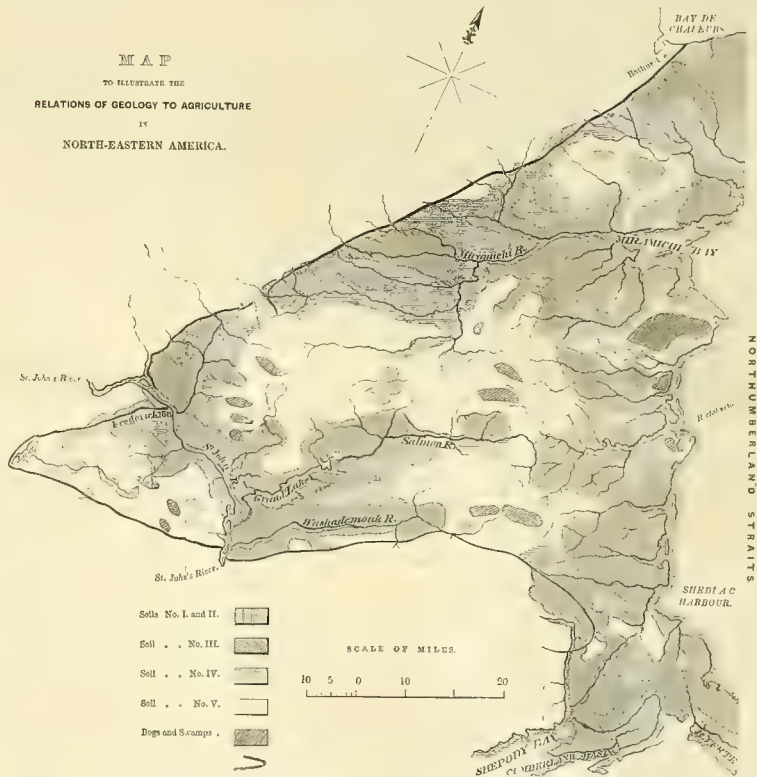 MAP
TO ILLUSTRATE THE
RELATIONS OF GEOLOGY TO AGRICULTURE
IN
NORTH-EASTERN AMERICA.
BAY DE
CHALEURS
Bathurst
Miramichi R.
MIRAMICHI BAY
NORTHUMBERLAND STRAITS.
St. John's River
Fredericton
St. John's R.
Salmon R.
Grand Lake
Washademoak R.
St. John's River.
SHEDIAC
HARBOUR.
Soils No. I. and II.
Soil . . No. III.
Soil . . No. IV.
Soil . . No. V.
Bogs and Swamps .
SCALE OF MILES.
10 5 0 10 20
SHEPODY BAY
CUMBERLAND BASIN
B. VERTE